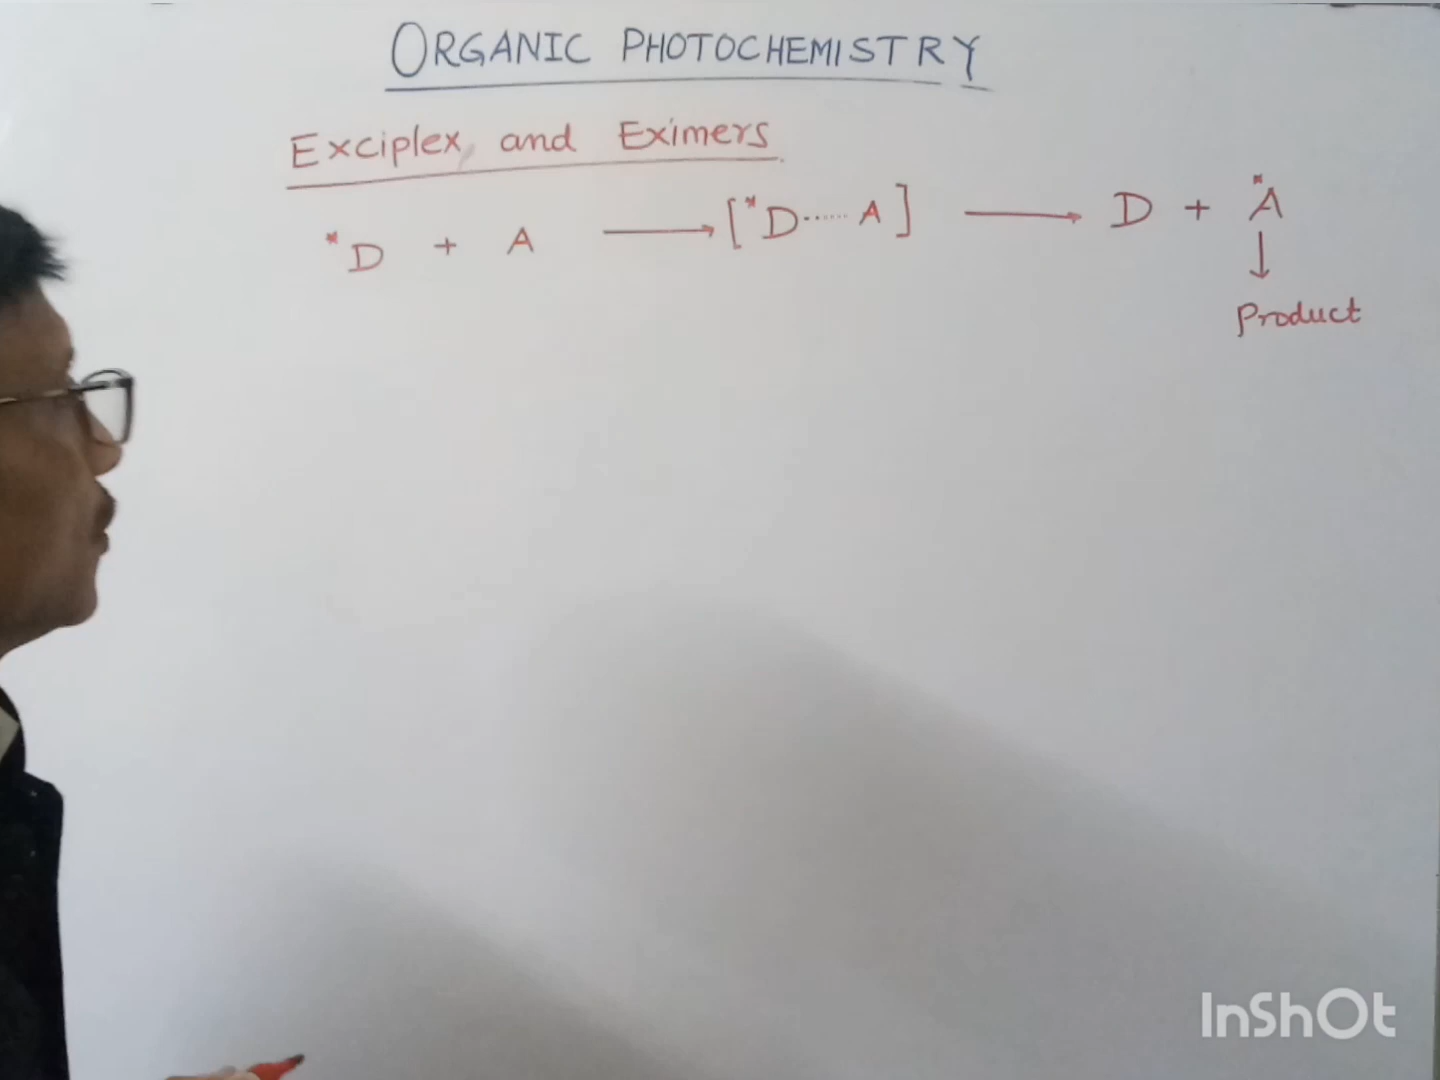 ORGANIC PHOTOCHEMISTRY
Exciplex and Eximers
*D + A ⟶ [*D······A] ⟶ D + *A
↓
Product
InShOt